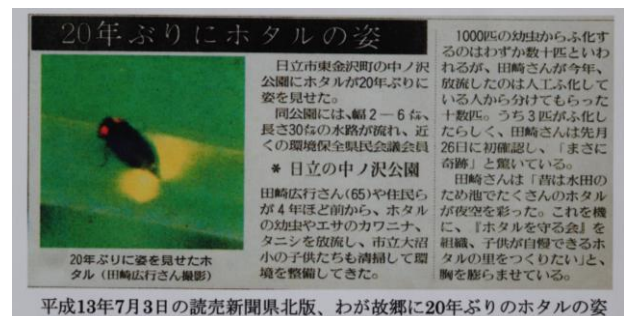 20年ぶりにホタルの姿
日立市東金沢町の中ノ沢
公園にホタルが20年ぶりに
姿を見せた。
同公園には、幅2－6㍍、
長さ30㍍の水路が流れ、近
くの環境保全県民会議会員
＊ 日立の中ノ沢公園
田崎広行さん(65)や住民ら
が4年ほど前から、ホタル
の幼虫やエサのカワニナ、
タニシを放流し、市立大沼
小の子供たちも清掃して環
境を整備してきた。
20年ぶりに姿を見せたホ
タル（田崎広行さん撮影）
1000匹の幼虫からふ化す
るのはわずか数十匹といわ
れるが、田崎さんが今年、
放流したのは人工ふ化して
いる人から分けてもらった
十数匹。うち3匹がふ化し
たらしく、田崎さんは先月
26日に初確認し、「まさに
奇跡」と驚いている。
田崎さんは「昔は水田の
ため池でたくさんのホタル
が夜空を彩った。これを機
に、『ホタルを守る会』を
組織、子供が自慢できるホ
タルの里をつくりたい」と、
胸を膨らませている。
平成13年7月3日の読売新聞県北版、わが故郷に20年ぶりのホタルの姿